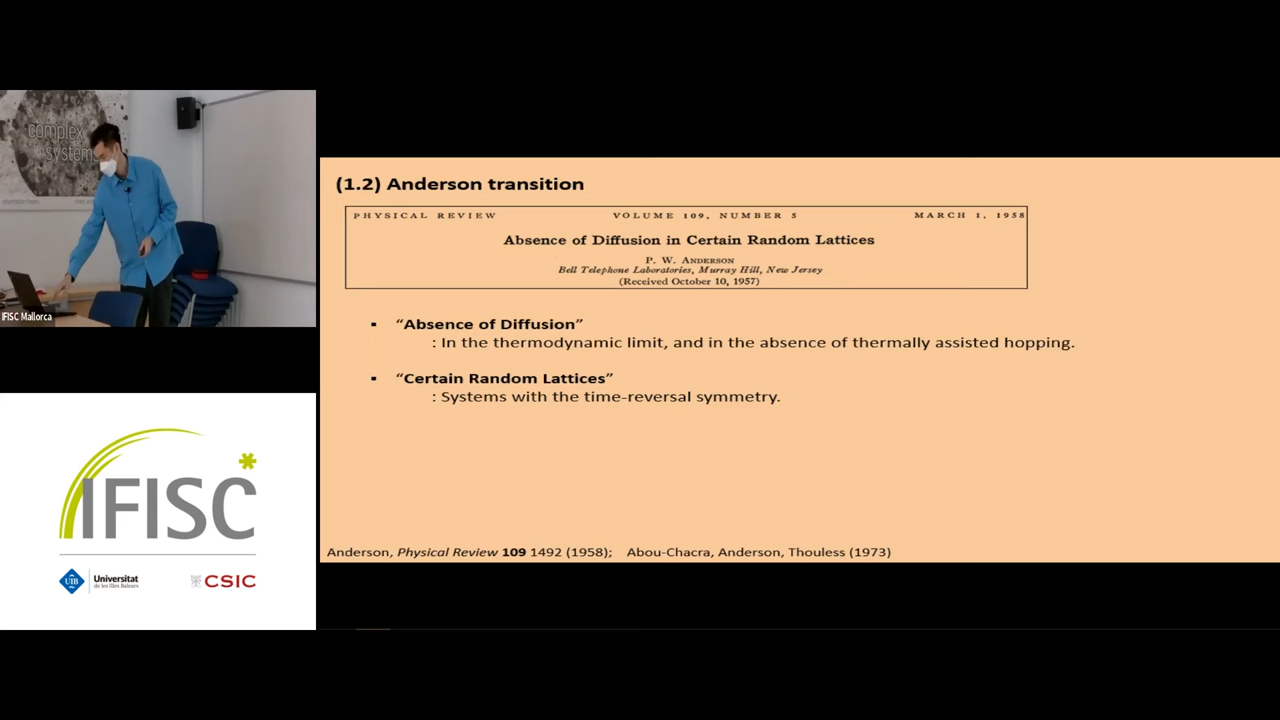 complex
systems
IFISC Mallorca
(1.2) Anderson transition
PHYSICAL REVIEW VOLUME 109, NUMBER 5 MARCH 1, 1958
Absence of Diffusion in Certain Random Lattices
P. W. ANDERSON
Bell Telephone Laboratories, Murray Hill, New Jersey
(Received October 10, 1957)
▪ “Absence of Diffusion”
: In the thermodynamic limit, and in the absence of thermally assisted hopping.
▪ “Certain Random Lattices”
: Systems with the time-reversal symmetry.
Anderson, Physical Review 109 1492 (1958); Abou-Chacra, Anderson, Thouless (1973)
IFISC
UIB Universitat
de les Illes Balears
CSIC